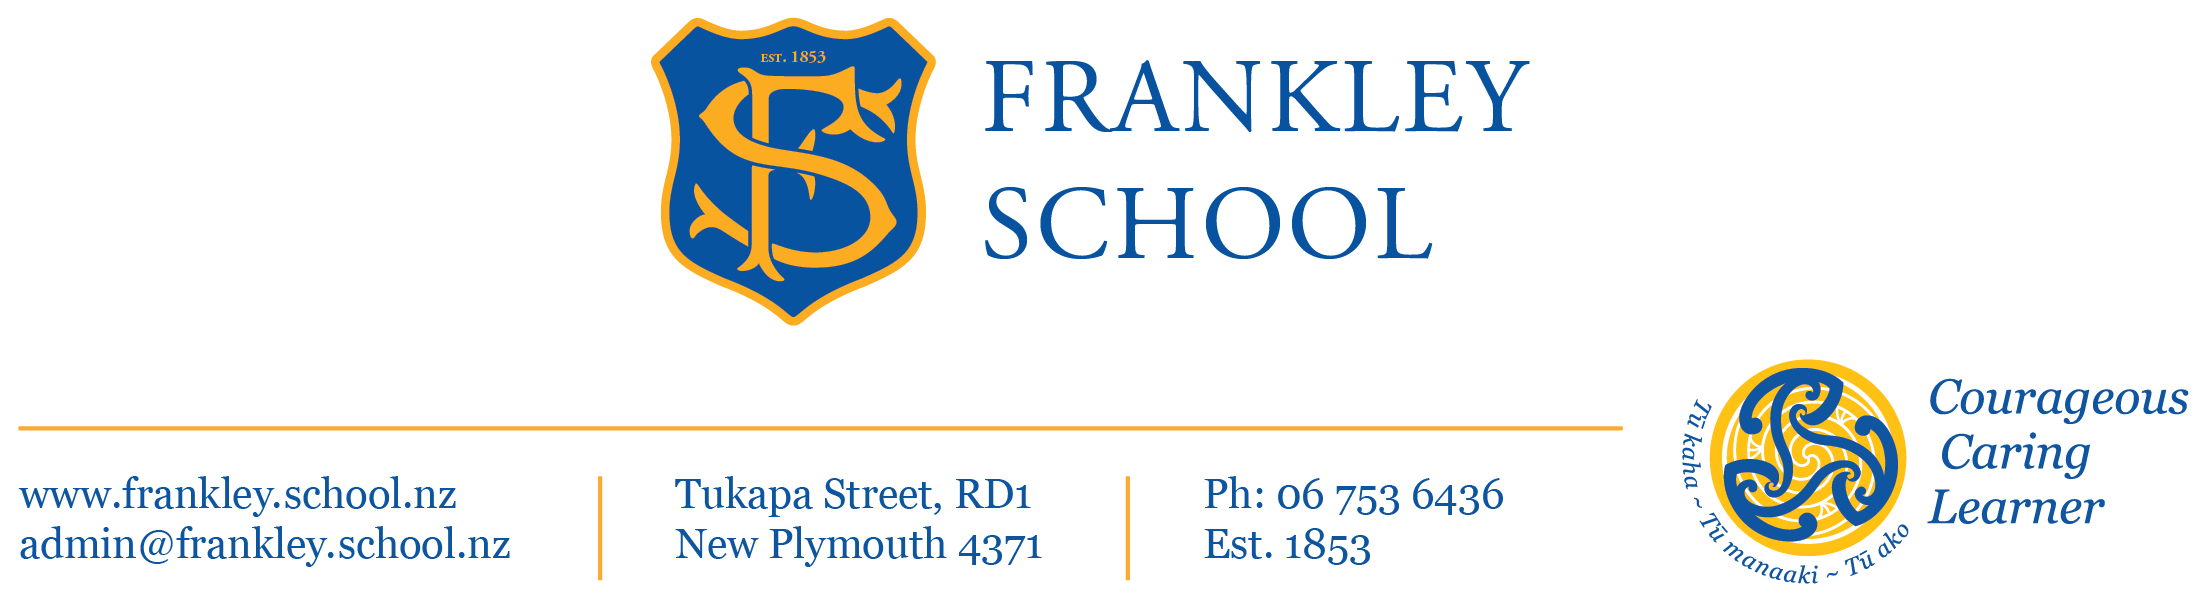 EST. 1853
FRANKLEY
SCHOOL
www.frankley.school.nz
admin@frankley.school.nz
Tukapa Street, RD1
New Plymouth 4371
Ph: 06 753 6436
Est. 1853
Tū kaha ~ Tū manaaki ~ Tū ako
Courageous
Caring
Learner